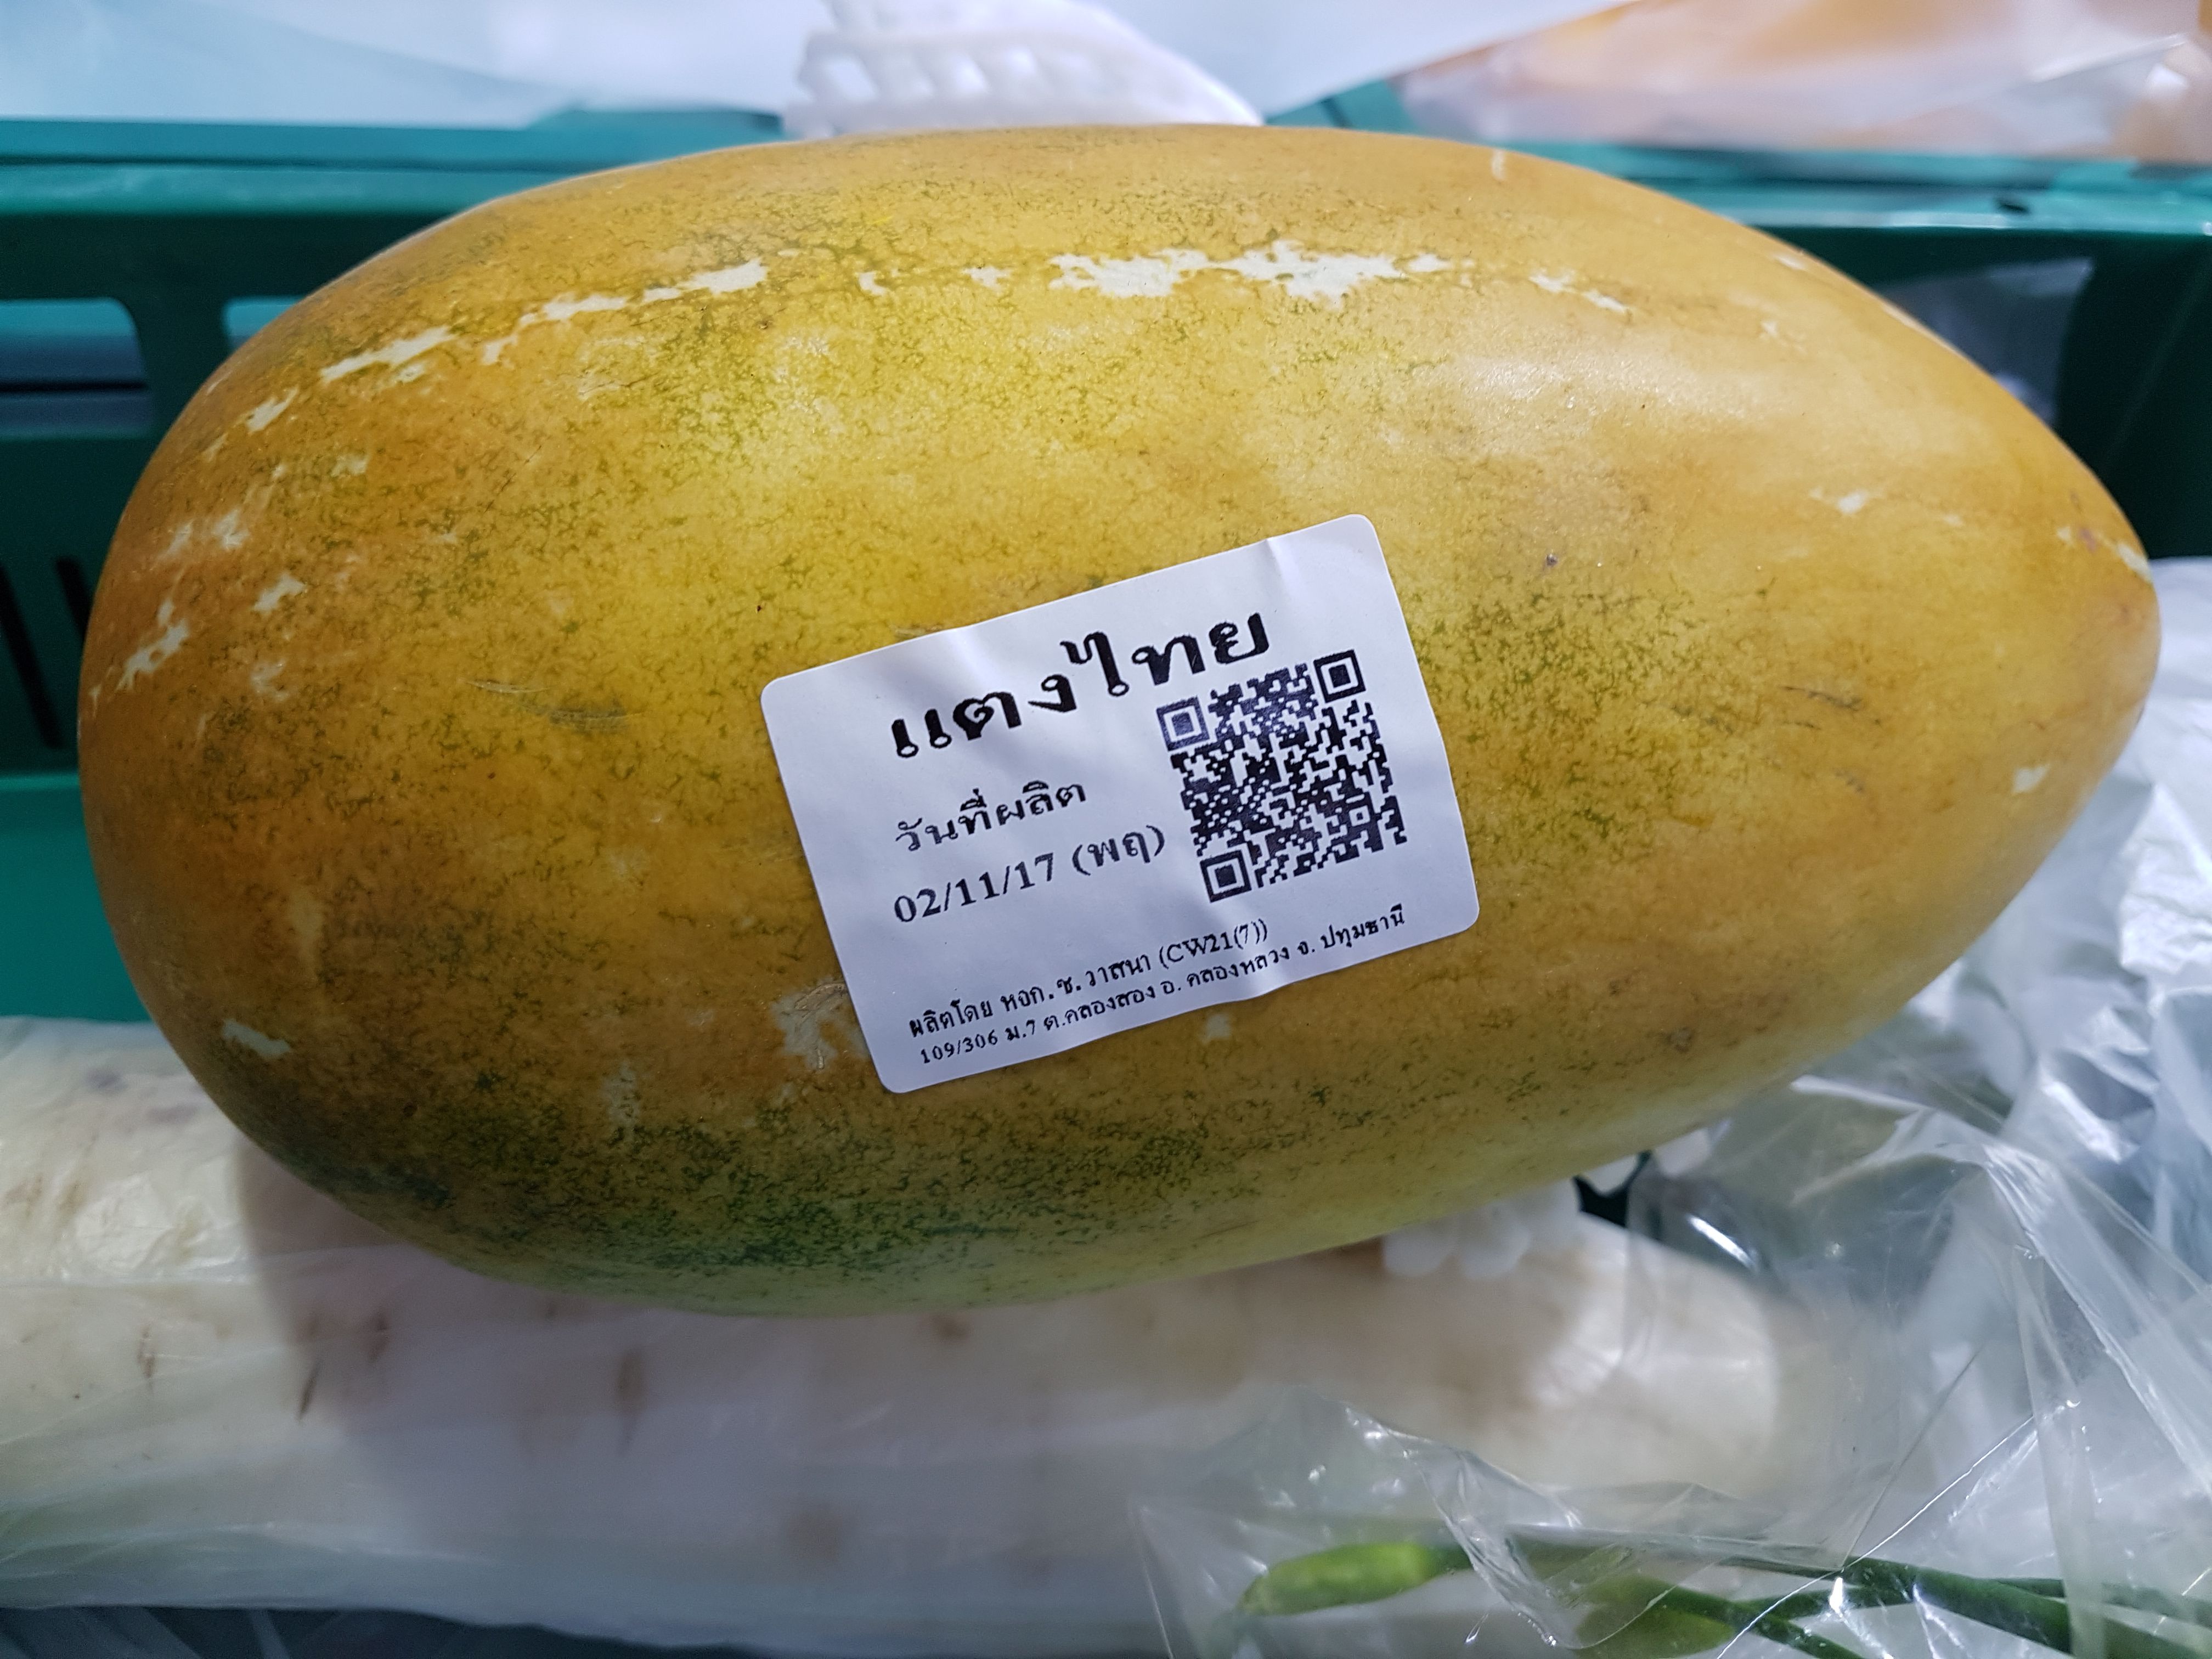 แตงไทย
วันที่ผลิต
02/11/17 (พฤ)
ผลิตโดย หจก.ช.วาสนา (CW21(7))
109/306 ม.7 ต.คลองสอง อ. คลองหลวง จ. ปทุมธานี